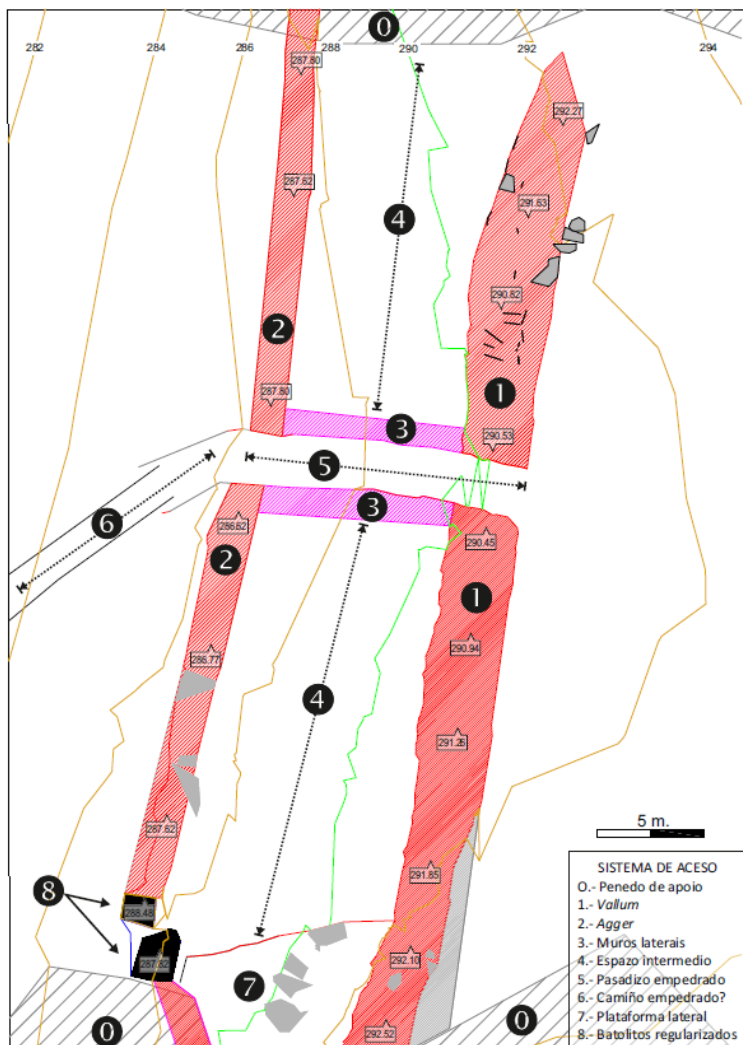 0
282 284 286 288 290 292 294
287.80
292.27
287.62
291.63
4
290.82
2
1
287.80
3
290.53
5
6
3
286.62
290.45
2
1
290.94
286.77
4
291.26
287.62
5 m.
291.85
8
288.48
287.82
292.10
7
0
0
292.52
SISTEMA DE ACESO
O.- Penedo de apoio
1.- Vallum
2.- Agger
3.- Muros laterais
4.- Espazo intermedio
5.- Pasadizo empedrado
6.- Camiño empedrado?
7.- Plataforma lateral
8.- Batolitos regularizados